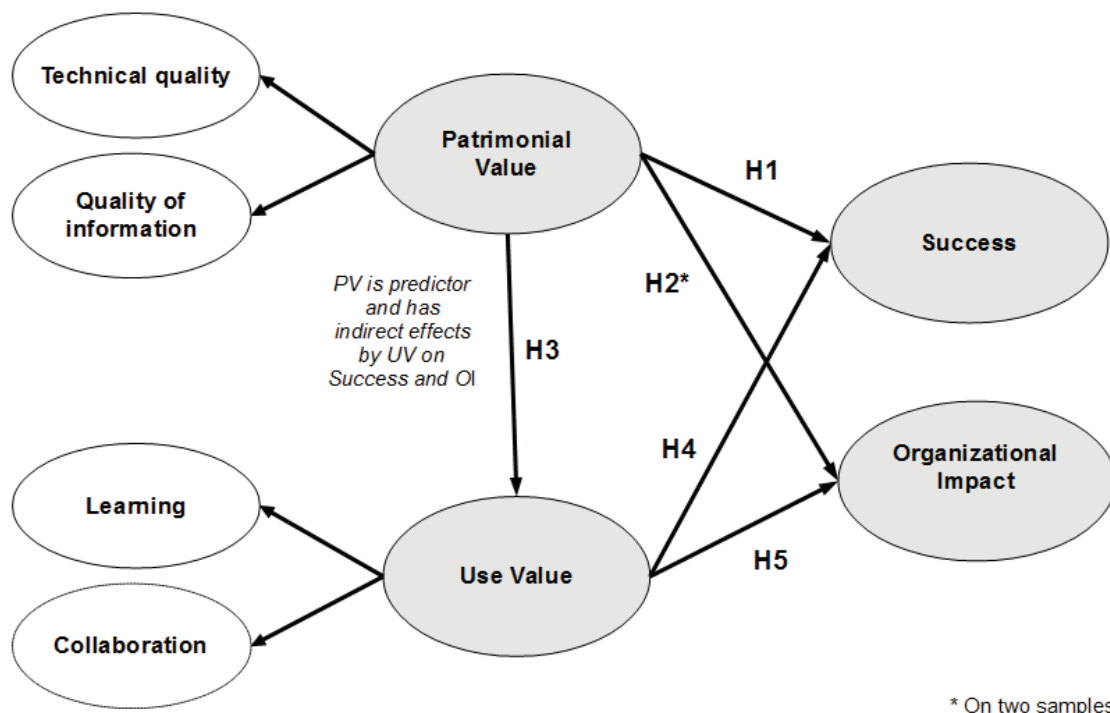 Technical quality
Quality of
information
Patrimonial
Value
H1
Success
H2*
PV is predictor
and has
indirect effects
by UV on
Success and OI
H3
H4
Organizational
Impact
Learning
Use Value
H5
Collaboration
* On two samples